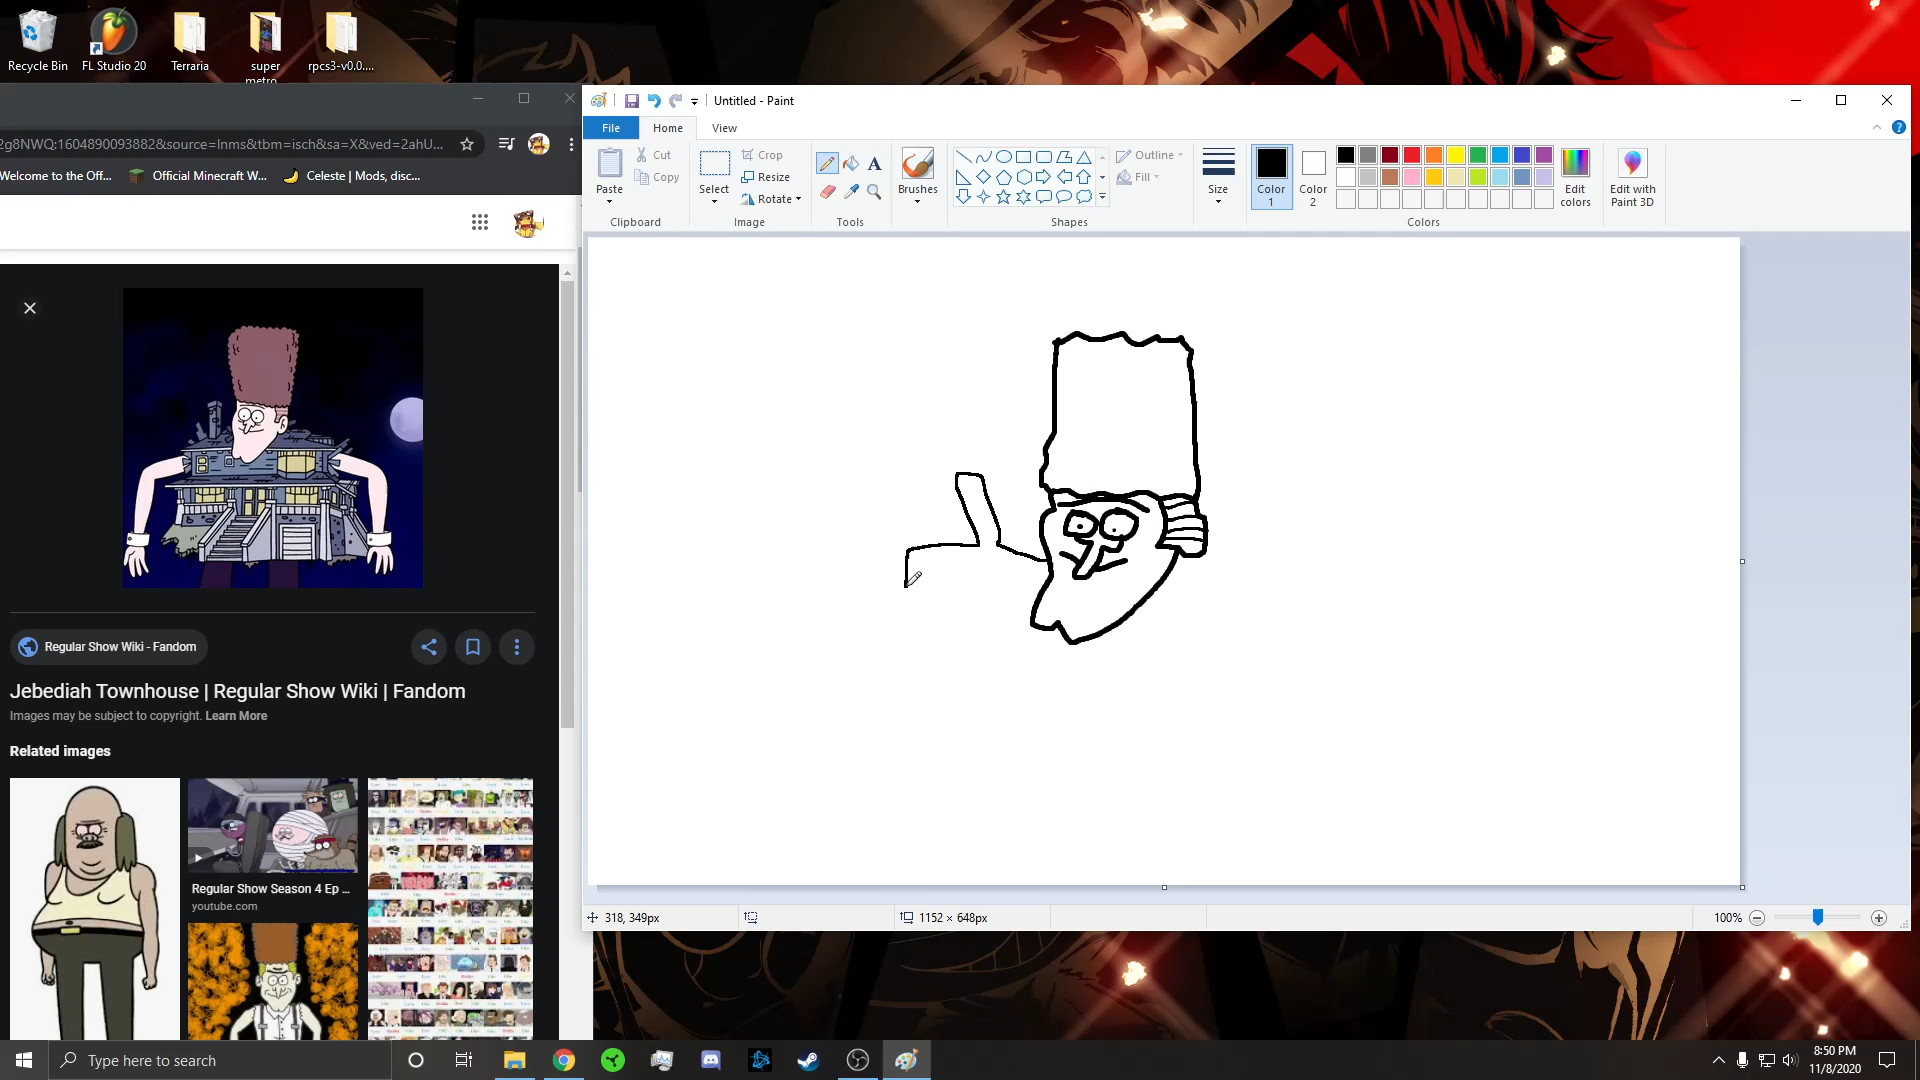 Recycle Bin
FL Studio 20
Terraria
super
metro
rpcs3-v0.0....
2g8NWQ:1604890093882&source=lnms&tbm=isch&sa=X&ved=2ahU...
Welcome to the Off...
Official Minecraft W...
Celeste | Mods, disc...
Regular Show Wiki - Fandom
Jebediah Townhouse | Regular Show Wiki | Fandom
Images may be subject to copyright. Learn More
Related images
Regular Show Season 4 Ep ...
youtube.com
Untitled - Paint
File
Home
View
Paste
Cut
Copy
Clipboard
Select
Crop
Resize
Rotate
Image
A
Tools
Brushes
Outline
Fill
Shapes
Size
Color
1
Color
2
Edit
colors
Edit with
Paint 3D
Colors
318, 349px
1152 × 648px
100%
Type here to search
8:50 PM
11/8/2020